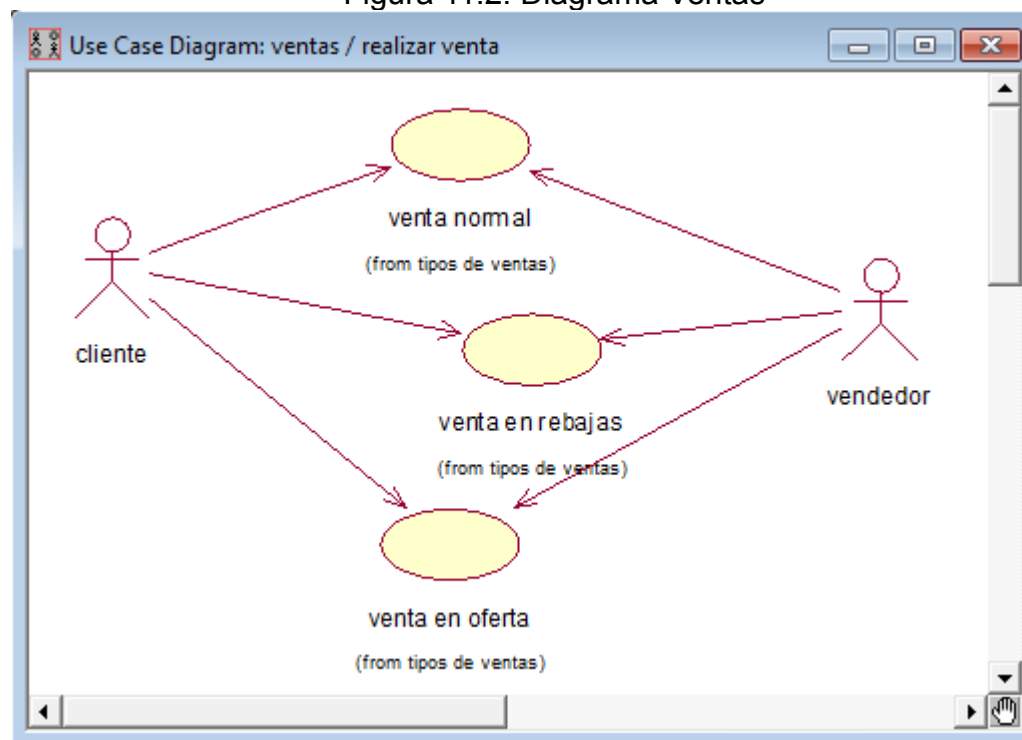 Figura 11.2. Diagrama Ventas
Use Case Diagram: ventas / realizar venta
venta normal
(from tipos de ventas)
cliente
vendedor
venta en rebajas
(from tipos de ventas)
venta en oferta
(from tipos de ventas)